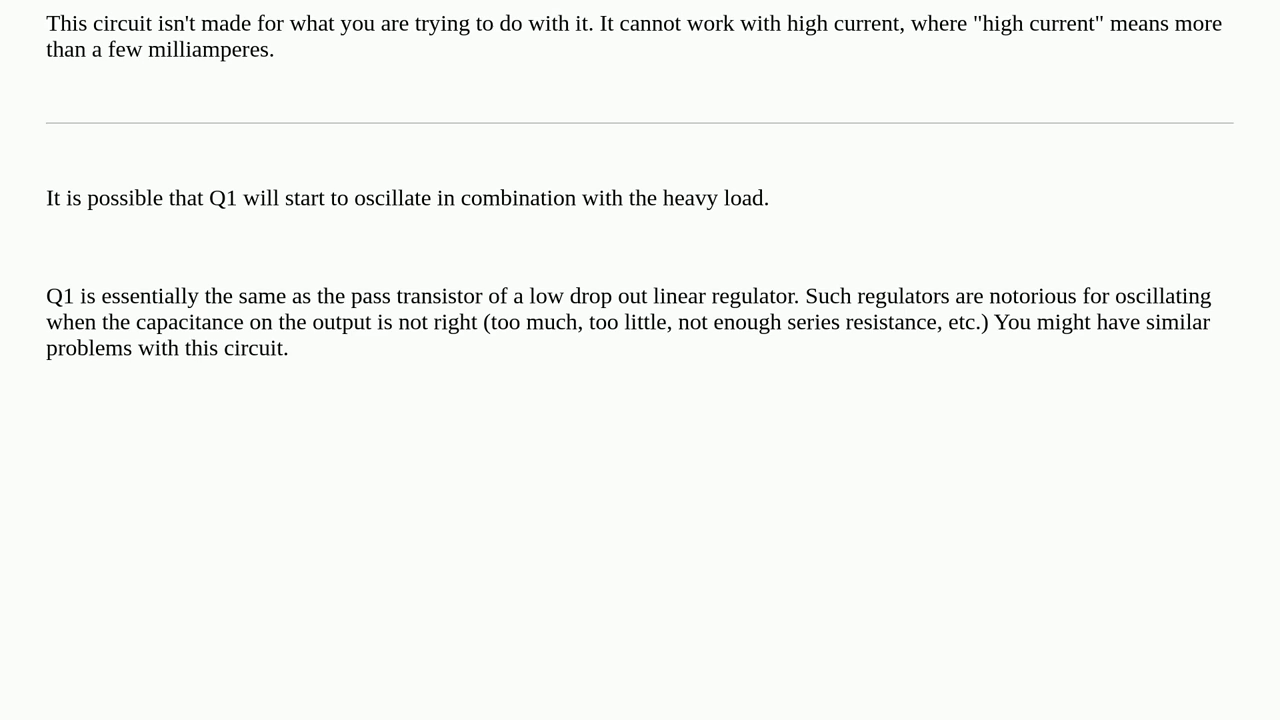 This circuit isn't made for what you are trying to do with it. It cannot work with high current, where "high current" means more
than a few milliamperes.
It is possible that Q1 will start to oscillate in combination with the heavy load.
Q1 is essentially the same as the pass transistor of a low drop out linear regulator. Such regulators are notorious for oscillating
when the capacitance on the output is not right (too much, too little, not enough series resistance, etc.) You might have similar
problems with this circuit.